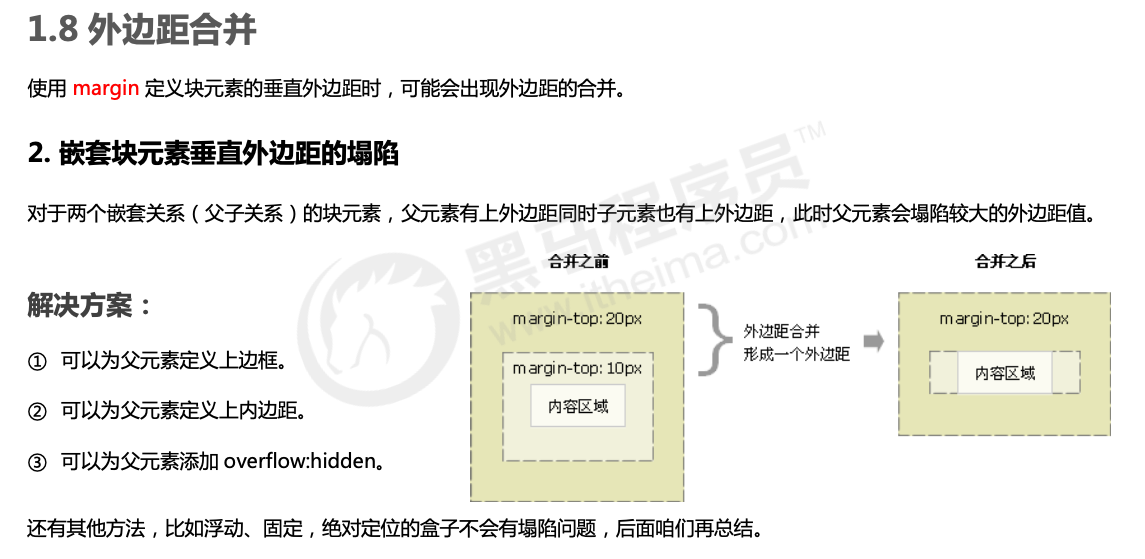 1.8 外边距合并
使用 margin 定义块元素的垂直外边距时，可能会出现外边距的合并。
2. 嵌套块元素垂直外边距的塌陷
对于两个嵌套关系（父子关系）的块元素，父元素有上外边距同时子元素也有上外边距，此时父元素会塌陷较大的外边距值。
解决方案：
① 可以为父元素定义上边框。
② 可以为父元素定义上内边距。
③ 可以为父元素添加 overflow:hidden。
合并之前
margin-top: 20px
margin-top: 10px
内容区域
外边距合并
形成一个外边距
合并之后
margin-top: 20px
内容区域
还有其他方法，比如浮动、固定，绝对定位的盒子不会有塌陷问题，后面咱们再总结。
黑马程序员™
www.itheima.com